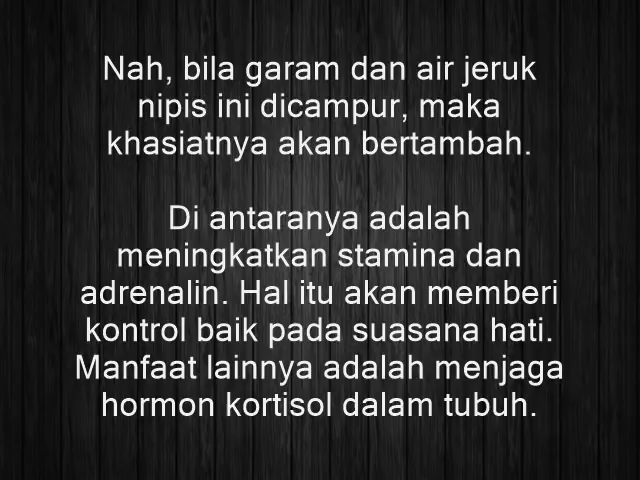 Nah, bila garam dan air jeruk
nipis ini dicampur, maka
khasiatnya akan bertambah.
Di antaranya adalah
meningkatkan stamina dan
adrenalin. Hal itu akan memberi
kontrol baik pada suasana hati.
Manfaat lainnya adalah menjaga
hormon kortisol dalam tubuh.